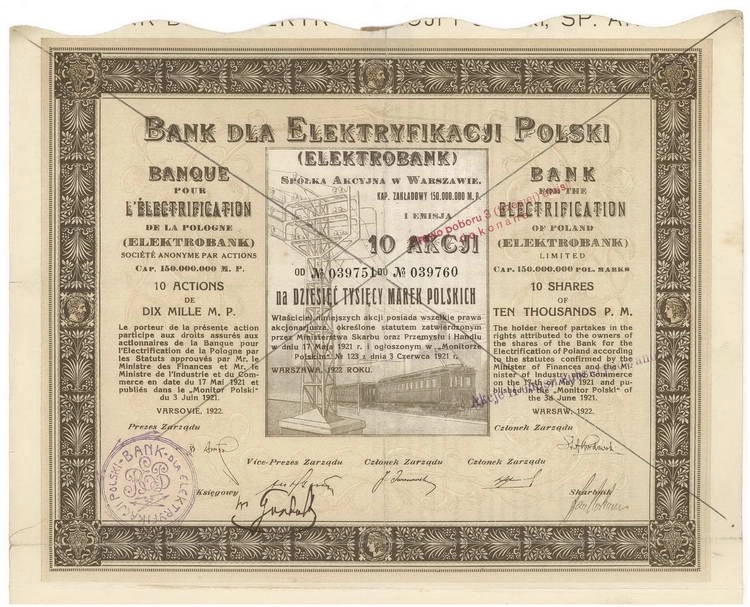 BANK DLA ELEKTRYFIKACJI POLSKI
(ELEKTROBANK)
SPÓŁKA AKCYJNA W WARSZAWIE.
KAP. ZAKŁADOWY 150.000.000 M. P.
I EMISJA
10 AKCJI
OD № 039751 DO № 039760
na DZIESIĘĆ TYSIĘCY MAREK POLSKICH
Właściciel niniejszych akcji posiada wszelkie prawa
akcjonarjusza, określone statutem zatwierdzonym
przez Ministerstwa Skarbu oraz Przemysłu i Handlu
w dniu 17 Maja 1921 r. i ogłoszonym w „Monitorze
Polskim" № 123 z dnia 3 Czerwca 1921 r.
WARSZAWA, 1922 ROKU.
BANQUE
POUR
L'ÉLECTRIFICATION
DE LA POLOGNE
(ELEKTROBANK)
SOCIÉTÉ ANONYME PAR ACTIONS
CAP. 150.000.000 M. P.
10 ACTIONS
DE
DIX MILLE M. P.
Le porteur de la présente action
participe aux droits assurés aux
actionnaires de la Banque pour
l'Électrification de la Pologne par
les Statuts approuvés par Mr. le
Ministre des Finances et Mr. le
Ministre de l'Industrie et du Com-
merce en date du 17 Mai 1921 et
publiés dans le „Monitor Polski"
du 3 Juin 1921.
VARSOVIE, 1922.
BANK
FOR THE
ELECTRIFICATION
OF POLAND
(ELEKTROBANK)
LIMITED
CAP. 150.000.000 POL. MARKS
10 SHARES
OF
TEN THOUSANDS P. M.
The holder hereof partakes in the
rights attributed to the owners of
the shares of the Bank for the
Electrification of Poland according
to the statutes confirmed by the
Minister of Finances and the Mi-
nister of Industry and Commerce
on the 17-th of May 1921 and pu-
blished in the „Monitor Polski" of
the 3d June 1921.
WARSAW, 1922.
Prawo poboru 3
dokonane
Akcje
Prezes Zarządu
Członek Zarządu
Vice-Prezes Zarządu
Członek Zarządu
Członek Zarządu
Księgowy
Skarbnik
BANK DLA ELEKTRYFIKACJI POLSKI